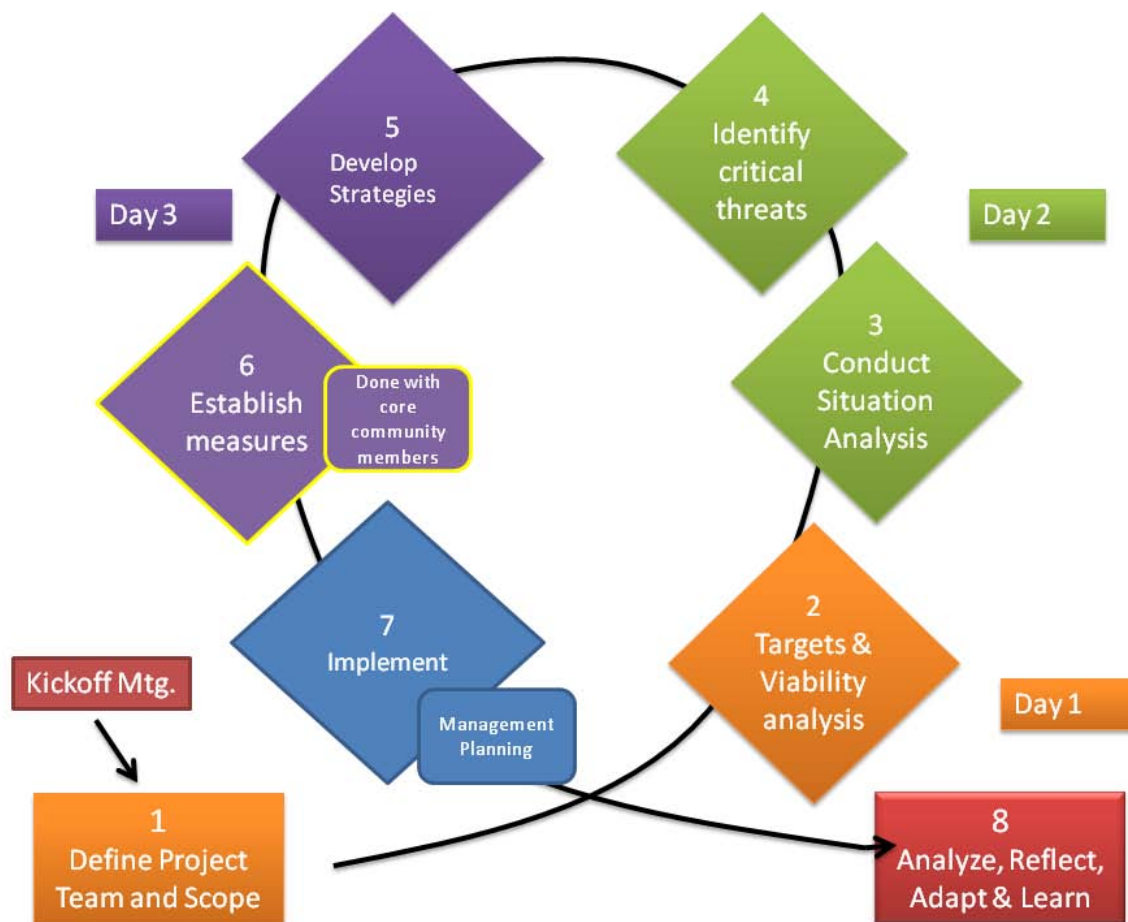 5
Develop
Strategies
4
Identify
critical
threats
Day 3
Day 2
6
Establish
measures
Done with
core
community
members
3
Conduct
Situation
Analysis
7
Implement
Management
Planning
2
Targets &
Viability
analysis
Kickoff Mtg.
Day 1
1
Define Project
Team and Scope
8
Analyze, Reflect,
Adapt & Learn